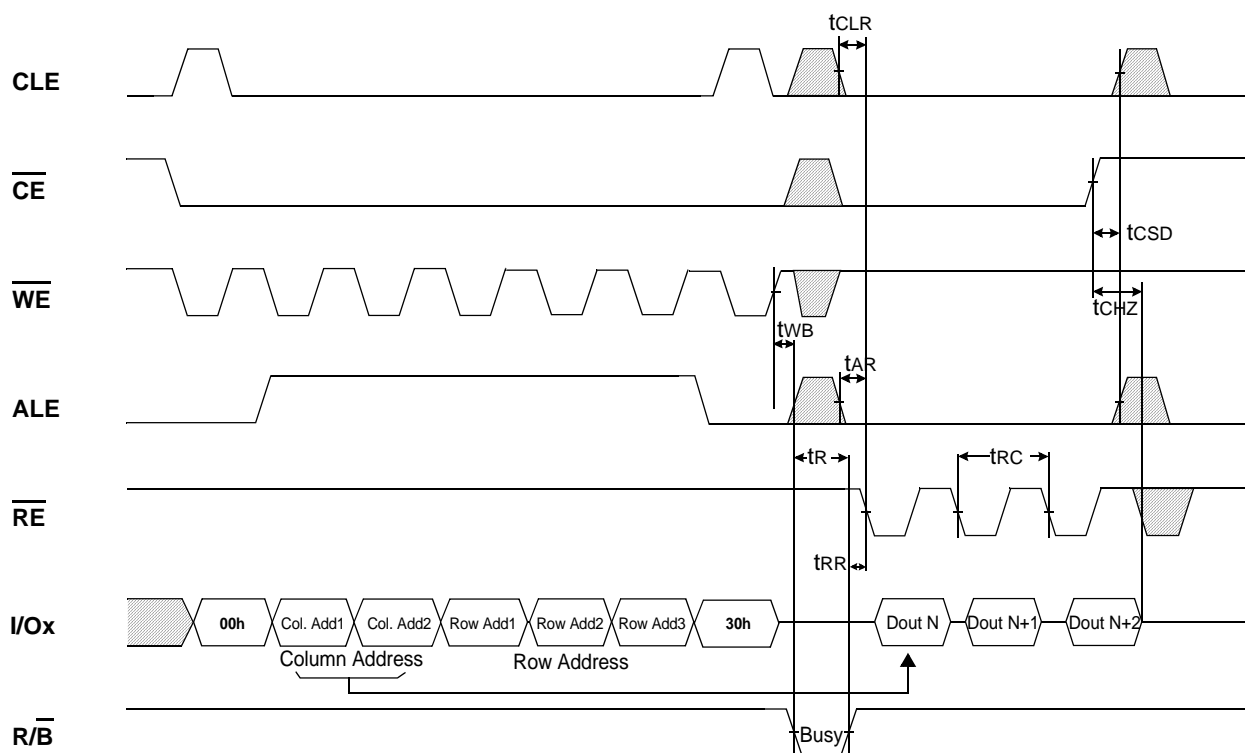 tCLR
CLE
CE
tCSD
WE
tCHZ
tWB
tAR
ALE
tR
tRC
RE
tRR
I/Ox
00h
Col. Add1
Col. Add2
Row Add1
Row Add2
Row Add3
30h
Dout N
Dout N+1
Dout N+2
Column Address
Row Address
R/B
Busy